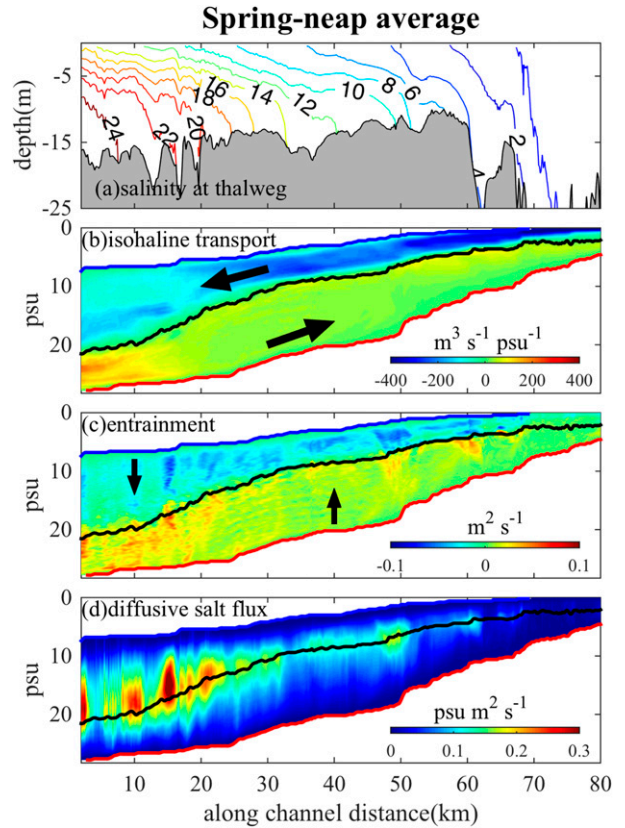 Spring-neap average
-5
-15
-25
depth(m)
24
22
20
18
16
14
12
10
8
6
4
2
(a)salinity at thalweg
0
10
20
psu
(b)isohaline transport
m³ s⁻¹ psu⁻¹
-400 -200 0 200 400
0
10
20
psu
(c)entrainment
m² s⁻¹
-0.1 0 0.1
0
10
20
psu
(d)diffusive salt flux
psu m² s⁻¹
0 0.1 0.2 0.3
10 20 30 40 50 60 70 80
along channel distance(km)